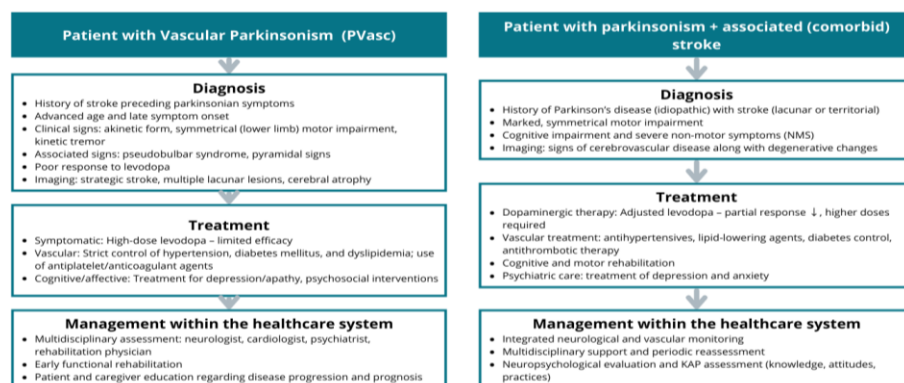 Patient with Vascular Parkinsonism (PVasc)
Diagnosis
• History of stroke preceding parkinsonian symptoms
• Advanced age and late symptom onset
• Clinical signs: akinetic form, symmetrical (lower limb) motor impairment,
kinetic tremor
• Associated signs: pseudobulbar syndrome, pyramidal signs
• Poor response to levodopa
• Imaging: strategic stroke, multiple lacunar lesions, cerebral atrophy
Treatment
• Symptomatic: High-dose levodopa – limited efficacy
• Vascular: Strict control of hypertension, diabetes mellitus, and dyslipidemia; use
of antiplatelet/anticoagulant agents
• Cognitive/affective: Treatment for depression/apathy, psychosocial interventions
Management within the healthcare system
• Multidisciplinary assessment: neurologist, cardiologist, psychiatrist,
rehabilitation physician
• Early functional rehabilitation
• Patient and caregiver education regarding disease progression and prognosis
Patient with parkinsonism + associated (comorbid)
stroke
Diagnosis
• History of Parkinson's disease (idiopathic) with stroke (lacunar or territorial)
• Marked, symmetrical motor impairment
• Cognitive impairment and severe non-motor symptoms (NMS)
• Imaging: signs of cerebrovascular disease along with degenerative changes
Treatment
• Dopaminergic therapy: Adjusted levodopa – partial response ↓, higher doses
required
• Vascular treatment: antihypertensives, lipid-lowering agents, diabetes control,
antithrombotic therapy
• Cognitive and motor rehabilitation
• Psychiatric care: treatment of depression and anxiety
Management within the healthcare system
• Integrated neurological and vascular monitoring
• Multidisciplinary support and periodic reassessment
• Neuropsychological evaluation and KAP assessment (knowledge, attitudes,
practices)